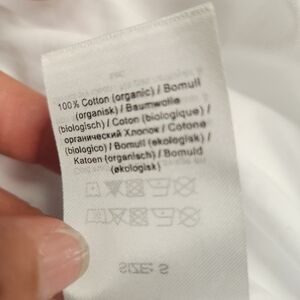 100% Cotton (organic) / Bomull
(organisk) / Baumwolle
(biologisch) / Coton (biologique) /
органический Хлопок / Cotone
(biologico) / Bomull (økologisk) /
Katoen (organisch) / Bomuld
(økologisk)
SIZE: S